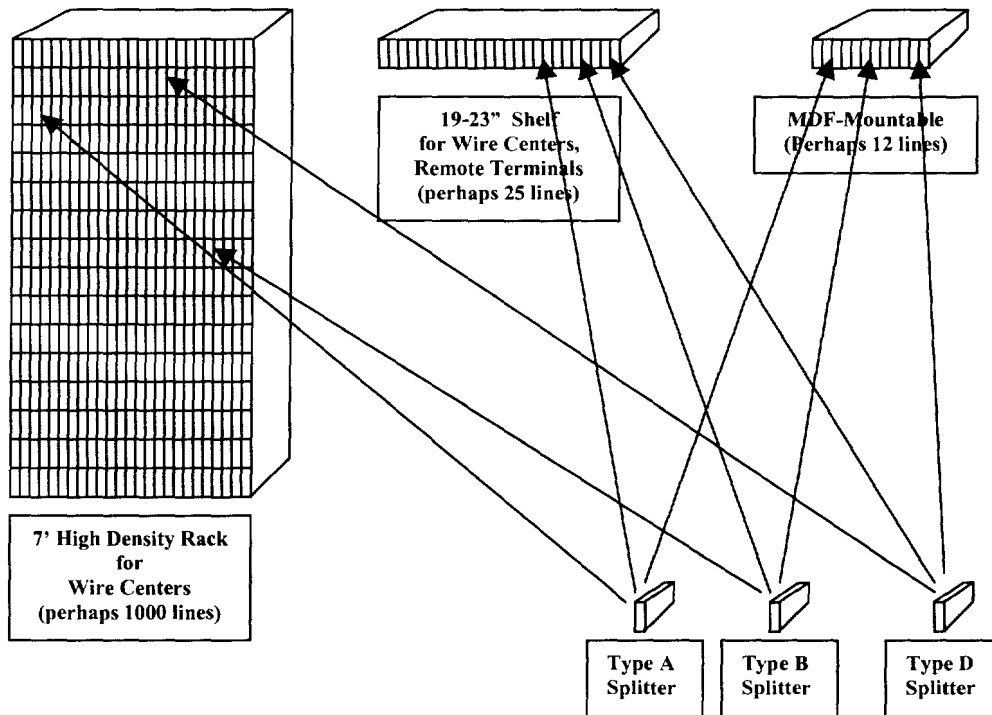 19-23” Shelf
for Wire Centers,
Remote Terminals
(perhaps 25 lines)
MDF-Mountable
(Perhaps 12 lines)
7’ High Density Rack
for
Wire Centers
(perhaps 1000 lines)
Type A
Splitter
Type B
Splitter
Type D
Splitter